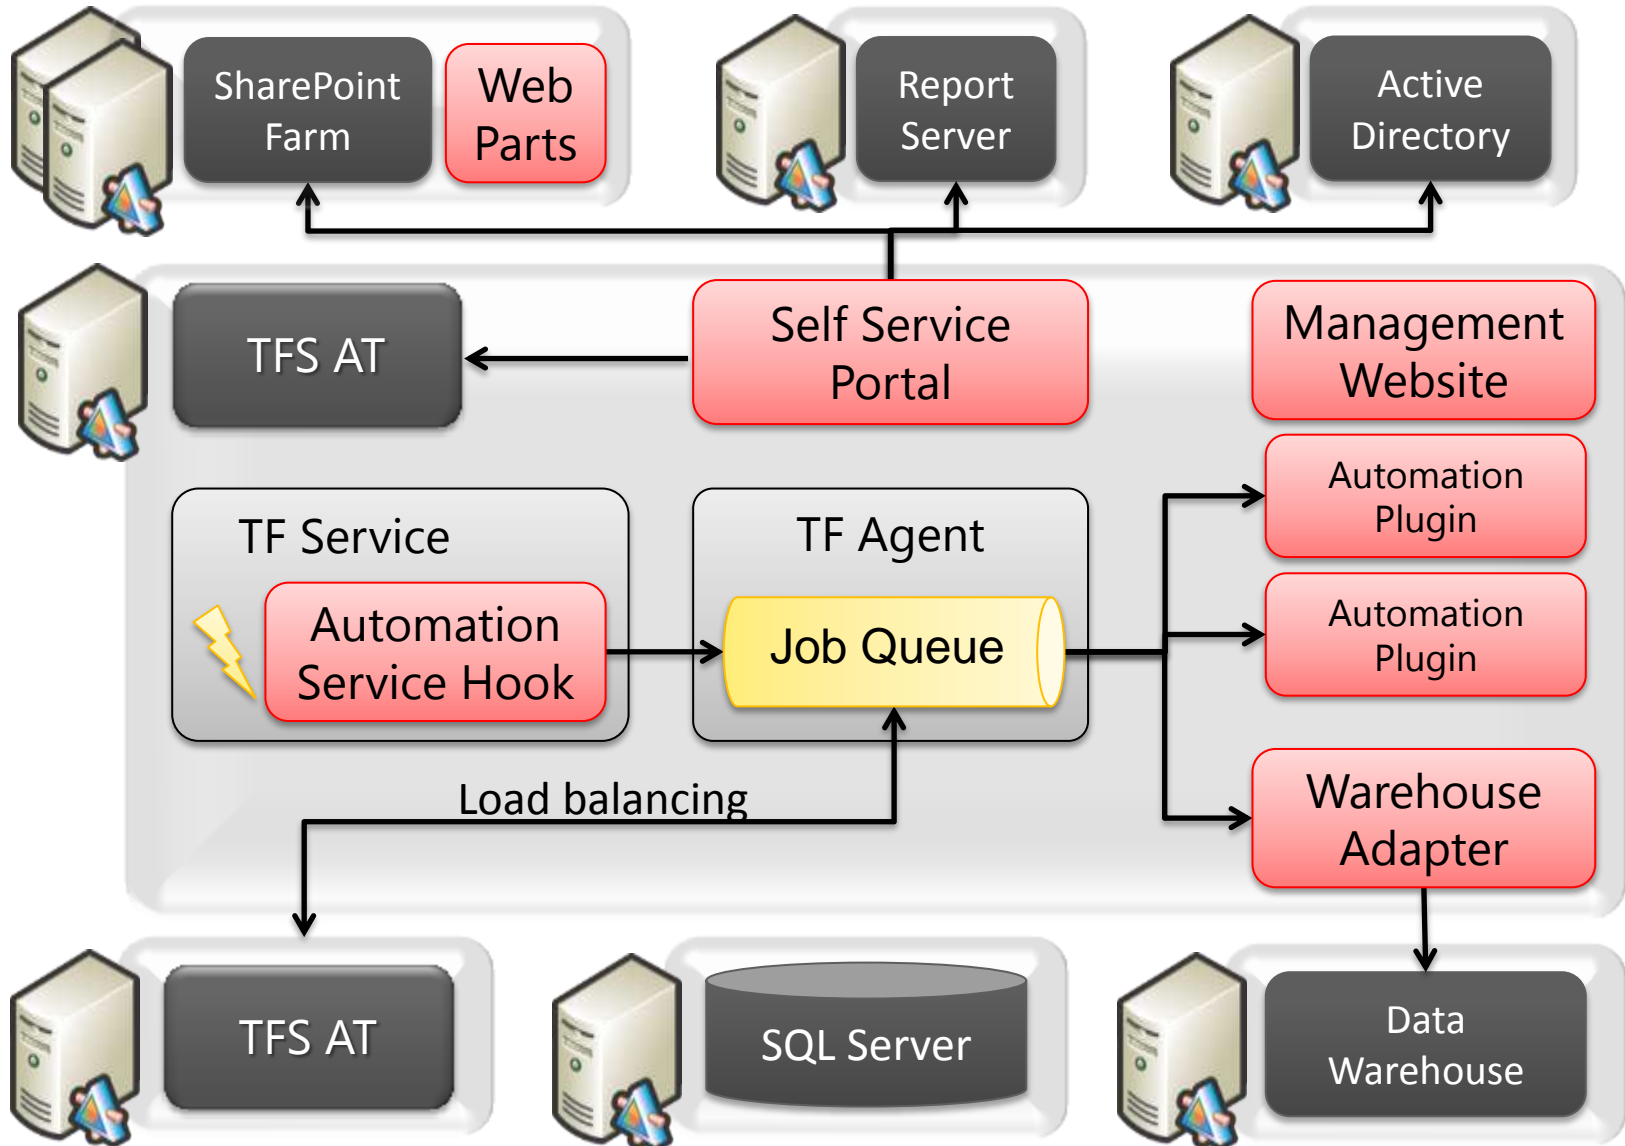 SharePoint
Farm
Web
Parts
Report
Server
Active
Directory
TFS AT
Self Service
Portal
Management
Website
TF Service
Automation
Service Hook
TF Agent
Job Queue
Automation
Plugin
Automation
Plugin
Load balancing
Warehouse
Adapter
TFS AT
SQL Server
Data
Warehouse